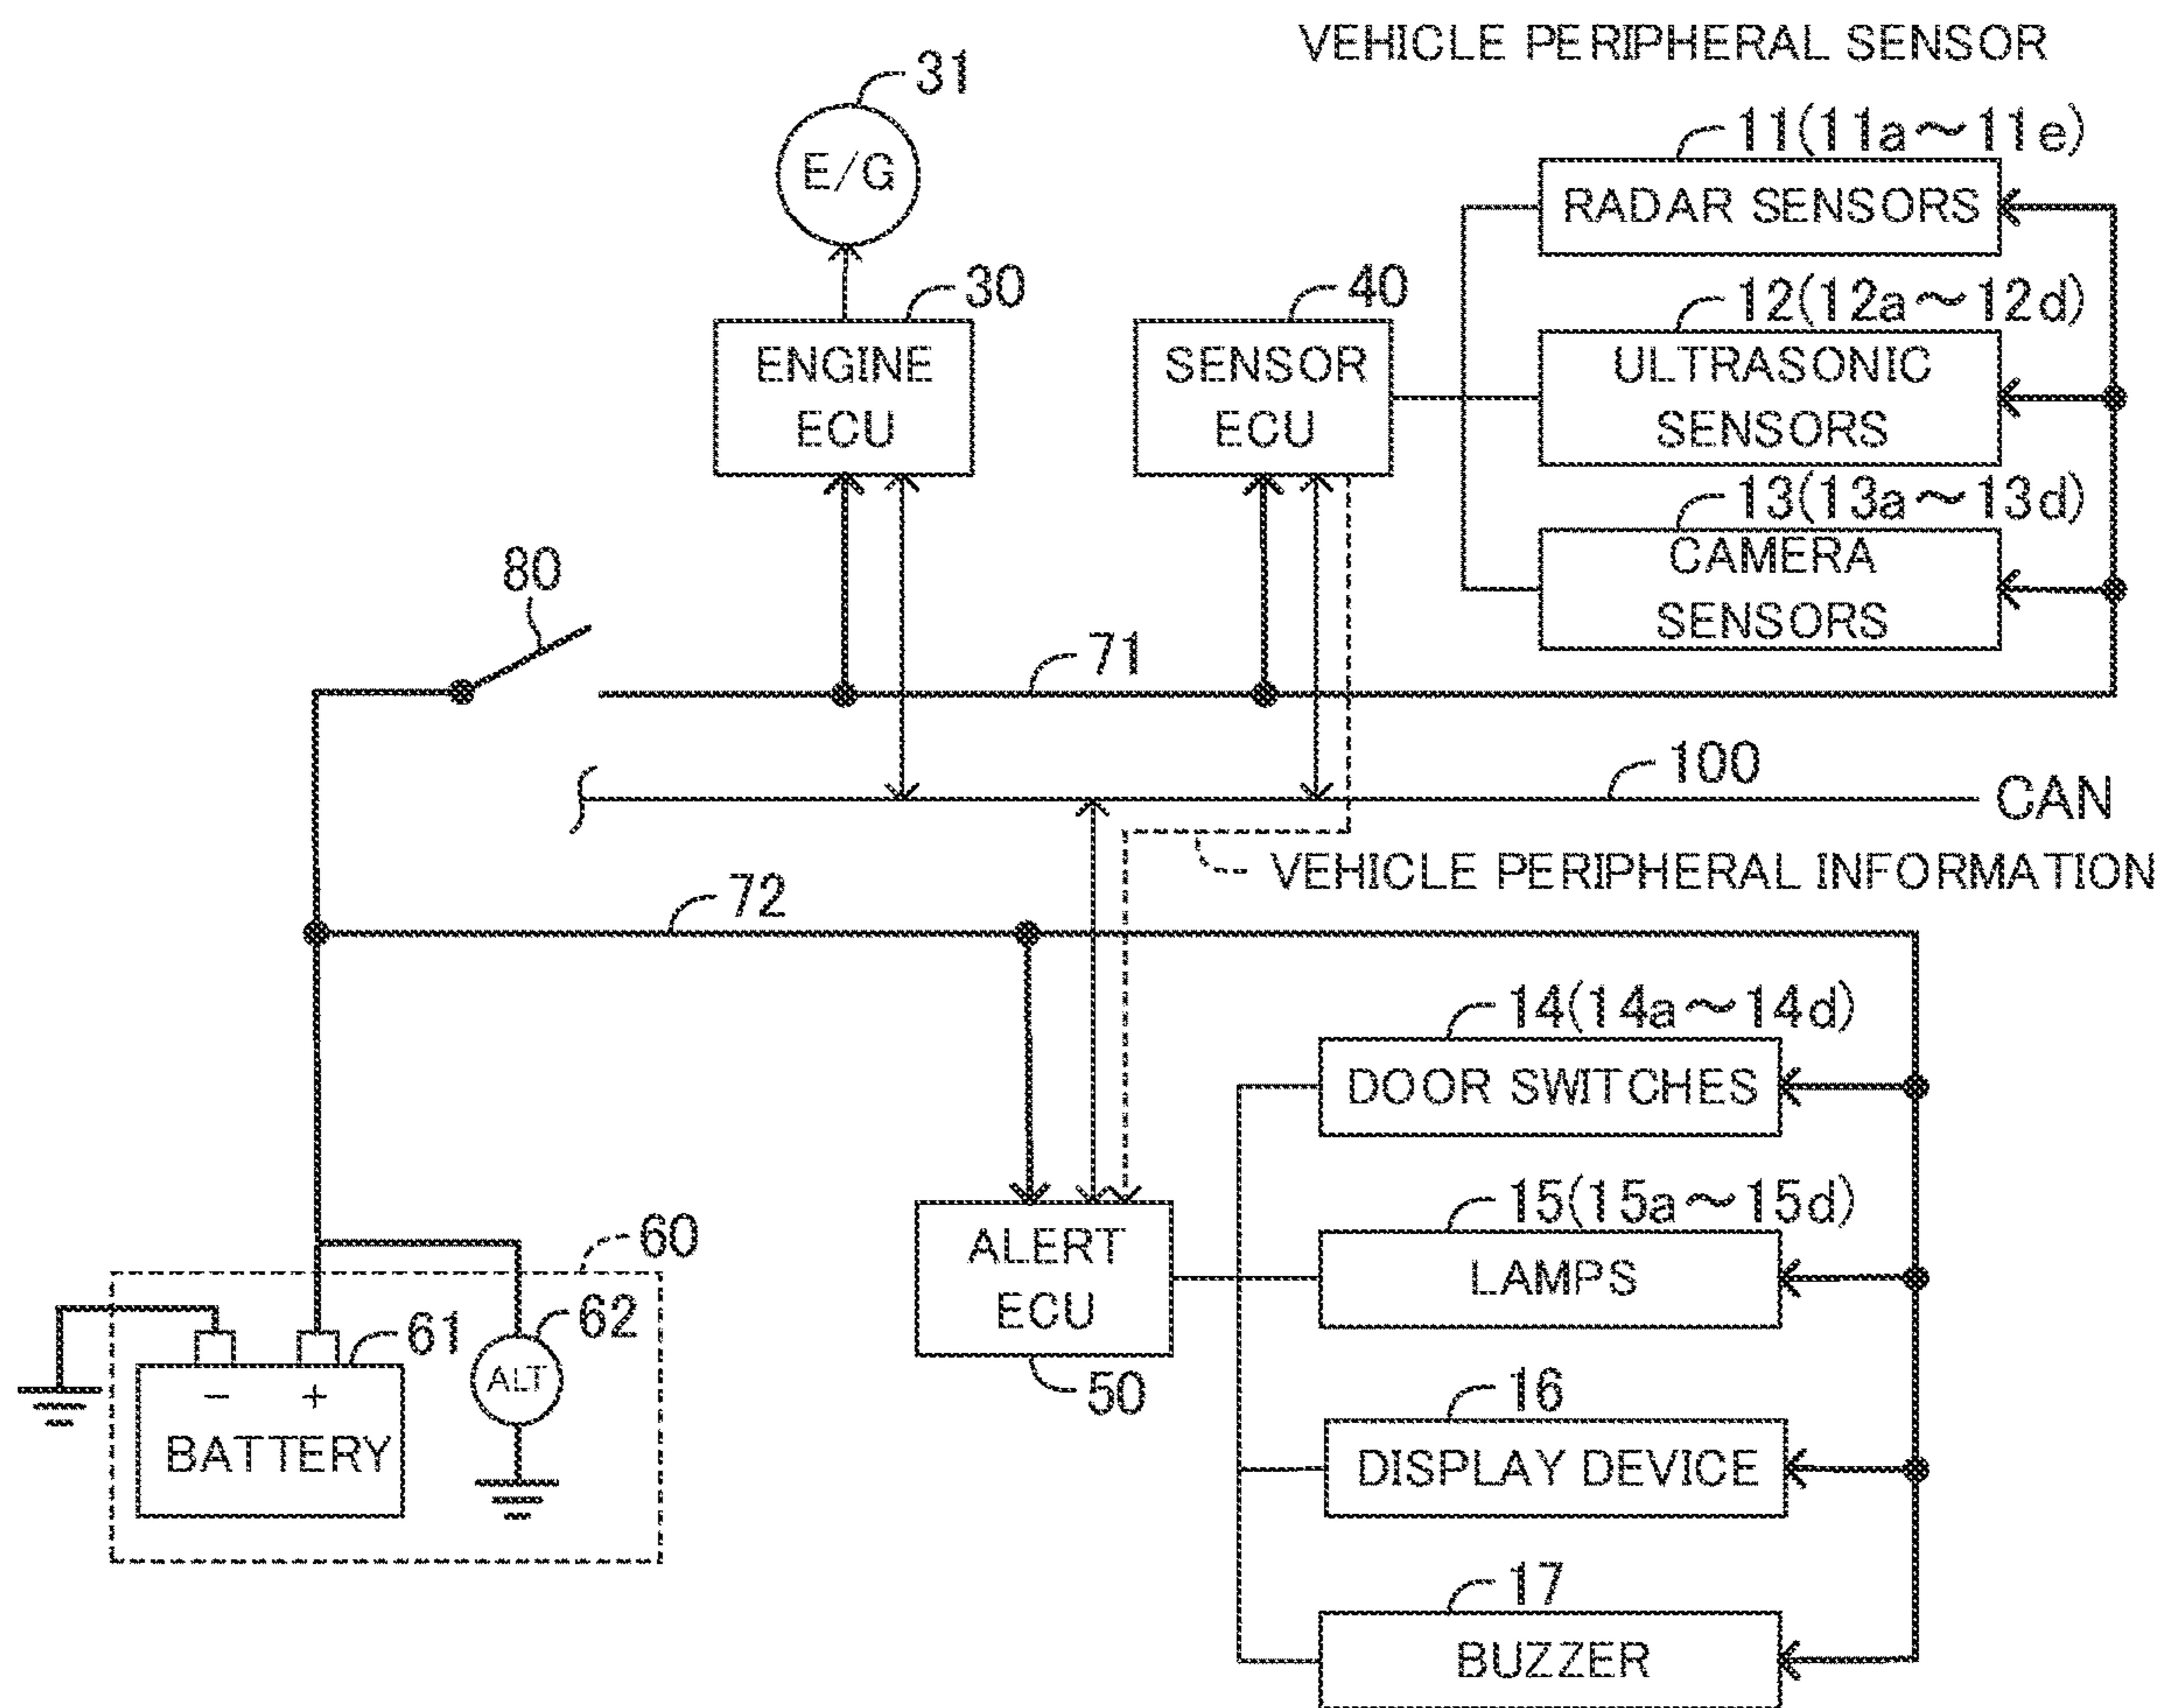 VEHICLE PERIPHERAL SENSOR
31
E/G
11(11a～11e)
RADAR SENSORS
30
ENGINE
ECU
40
SENSOR
ECU
12(12a～12d)
ULTRASONIC
SENSORS
13(13a～13d)
CAMERA
SENSORS
80
71
100
CAN
VEHICLE PERIPHERAL INFORMATION
72
14(14a～14d)
DOOR SWITCHES
15(15a～15d)
LAMPS
ALERT
ECU
50
60
61
62
ALT
－ ＋
BATTERY
16
DISPLAY DEVICE
17
BUZZER